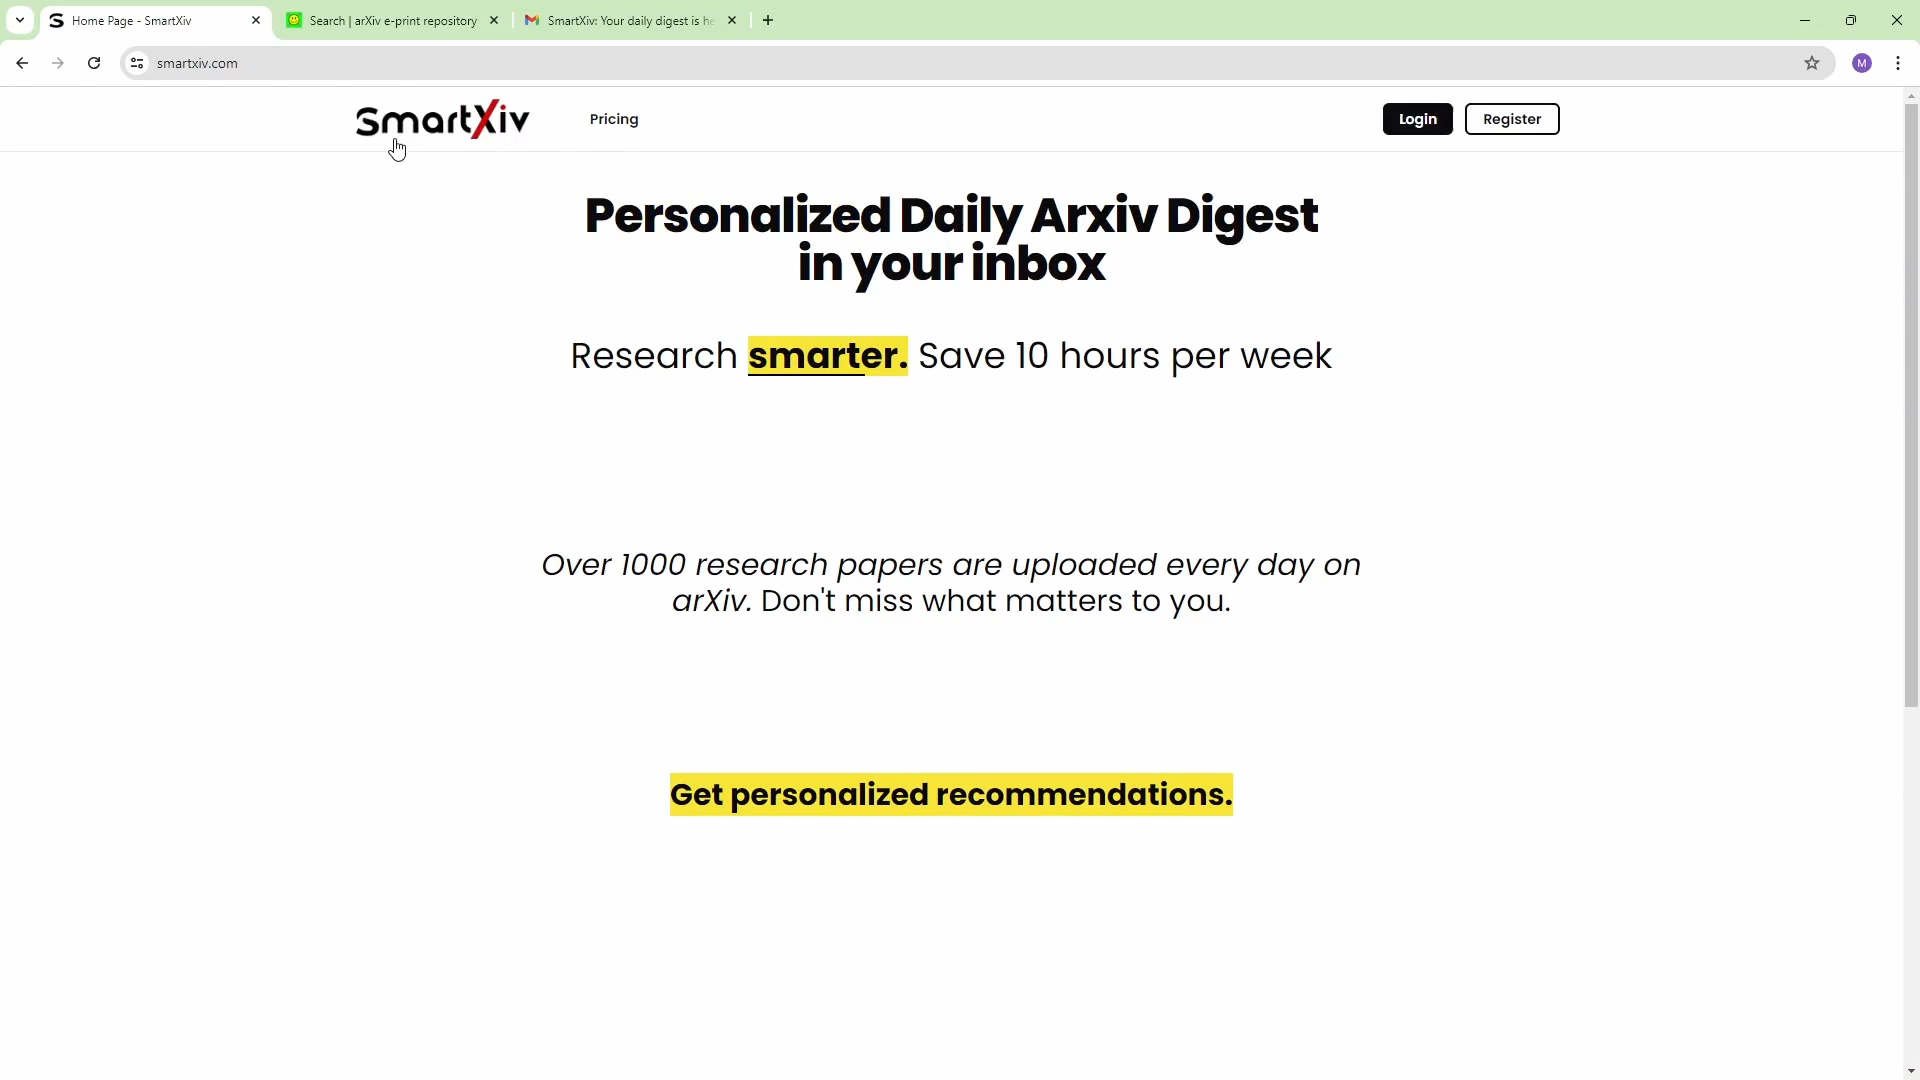 Home Page - SmartXiv
Search | arXiv e-print repository
SmartXiv: Your daily digest is he
smartxiv.com
M
SmartXiv
Pricing
Login
Register
Personalized Daily Arxiv Digest
in your inbox
Research smarter. Save 10 hours per week
Over 1000 research papers are uploaded every day on
arXiv. Don't miss what matters to you.
Get personalized recommendations.